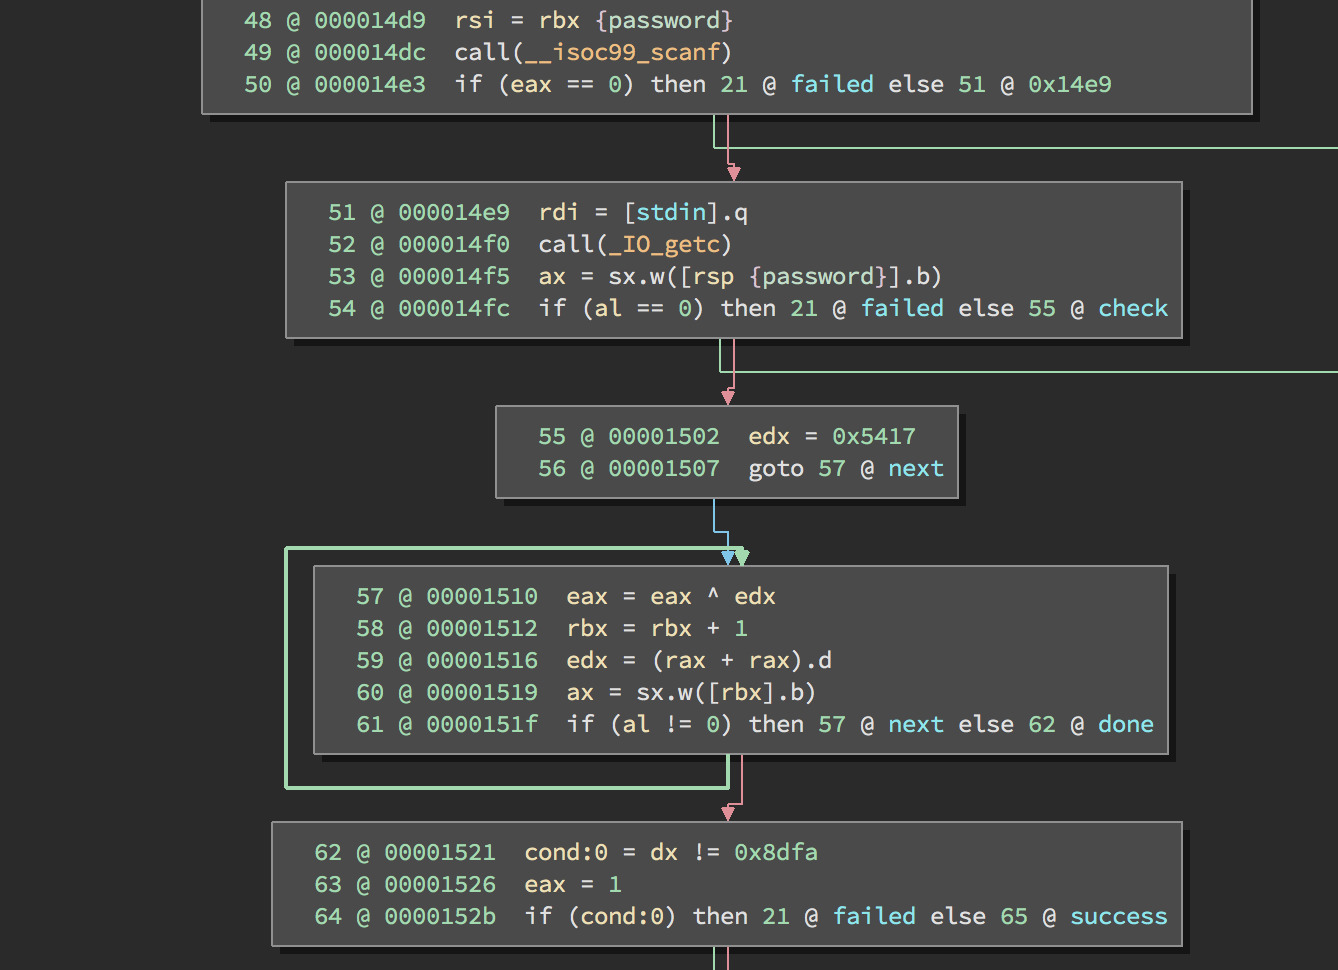 48 @ 000014d9  rsi = rbx {password}
49 @ 000014dc  call(__isoc99_scanf)
50 @ 000014e3  if (eax == 0) then 21 @ failed else 51 @ 0x14e9
51 @ 000014e9  rdi = [stdin].q
52 @ 000014f0  call(_IO_getc)
53 @ 000014f5  ax = sx.w([rsp {password}].b)
54 @ 000014fc  if (al == 0) then 21 @ failed else 55 @ check
55 @ 00001502  edx = 0x5417
56 @ 00001507  goto 57 @ next
57 @ 00001510  eax = eax ^ edx
58 @ 00001512  rbx = rbx + 1
59 @ 00001516  edx = (rax + rax).d
60 @ 00001519  ax = sx.w([rbx].b)
61 @ 0000151f  if (al != 0) then 57 @ next else 62 @ done
62 @ 00001521  cond:0 = dx != 0x8dfa
63 @ 00001526  eax = 1
64 @ 0000152b  if (cond:0) then 21 @ failed else 65 @ success